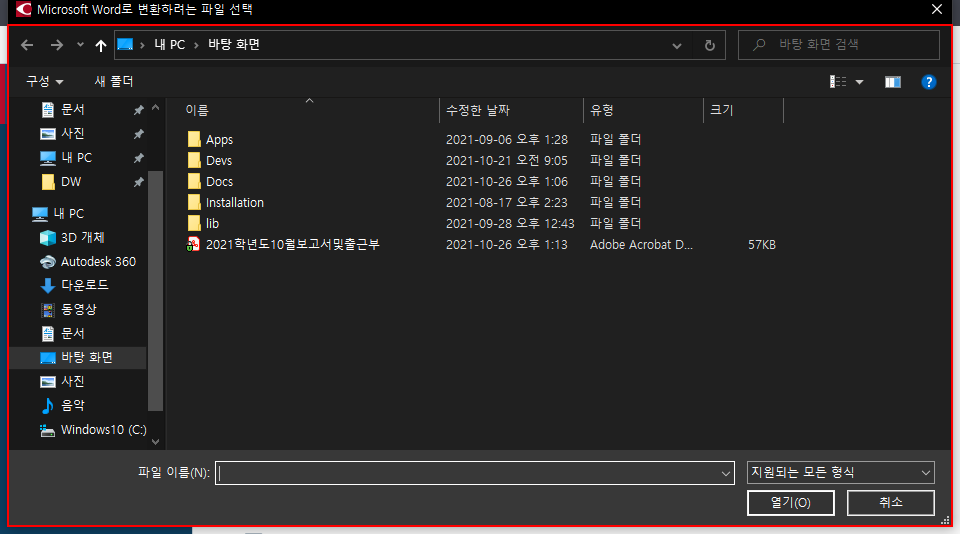 Microsoft Word로 변환하려는 파일 선택
내 PC
바탕 화면
바탕 화면 검색
구성
새 폴더
문서
사진
내 PC
DW
내 PC
3D 개체
Autodesk 360
다운로드
동영상
문서
바탕 화면
사진
음악
Windows10 (C:)
이름 수정한 날짜 유형 크기
Apps 2021-09-06 오후 1:28 파일 폴더
Devs 2021-10-21 오전 9:05 파일 폴더
Docs 2021-10-26 오후 1:06 파일 폴더
Installation 2021-08-17 오후 2:23 파일 폴더
lib 2021-09-28 오후 12:43 파일 폴더
2021학년도10월보고서및출근부 2021-10-26 오후 1:13 Adobe Acrobat D... 57KB
파일 이름(N):
지원되는 모든 형식
열기(O)
취소